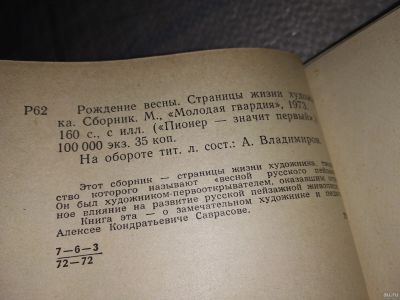 Р62
Рождение весны. Страницы жизни худож-
ка. Сборник. М., «Молодая гвардия», 1973.
160 с., с илл. («Пионер — значит первый»
100 000 экз. 35 коп.
На обороте тит. л. сост.: А. Владимиров.
Этот сборник — страницы жизни художника,
ство которого называют «весной русского
Он был художником-первооткрывателем, оказавшим
ное влияние на развитие русской пейзажной живописи.
Книга эта — о замечательном художнике и
Алексее Кондратьевиче Саврасове.
7—6—3
72—72
au.ru